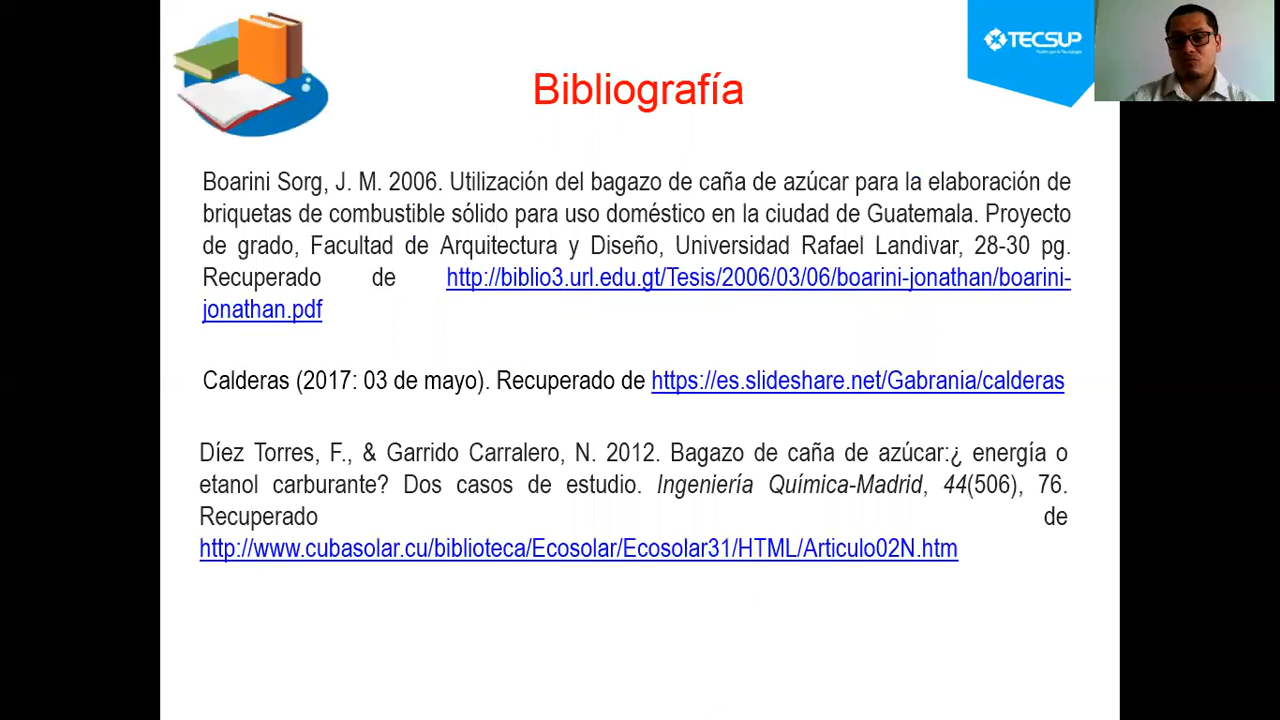 TECSUP
Bibliografía
Boarini Sorg, J. M. 2006. Utilización del bagazo de caña de azúcar para la elaboración de
briquetas de combustible sólido para uso doméstico en la ciudad de Guatemala. Proyecto
de grado, Facultad de Arquitectura y Diseño, Universidad Rafael Landivar, 28-30 pg.
Recuperado de http://biblio3.url.edu.gt/Tesis/2006/03/06/boarini-jonathan/boarini-
jonathan.pdf
Calderas (2017: 03 de mayo). Recuperado de https://es.slideshare.net/Gabrania/calderas
Díez Torres, F., & Garrido Carralero, N. 2012. Bagazo de caña de azúcar:¿ energía o
etanol carburante? Dos casos de estudio. Ingeniería Química-Madrid, 44(506), 76.
Recuperado de
http://www.cubasolar.cu/biblioteca/Ecosolar/Ecosolar31/HTML/Articulo02N.htm